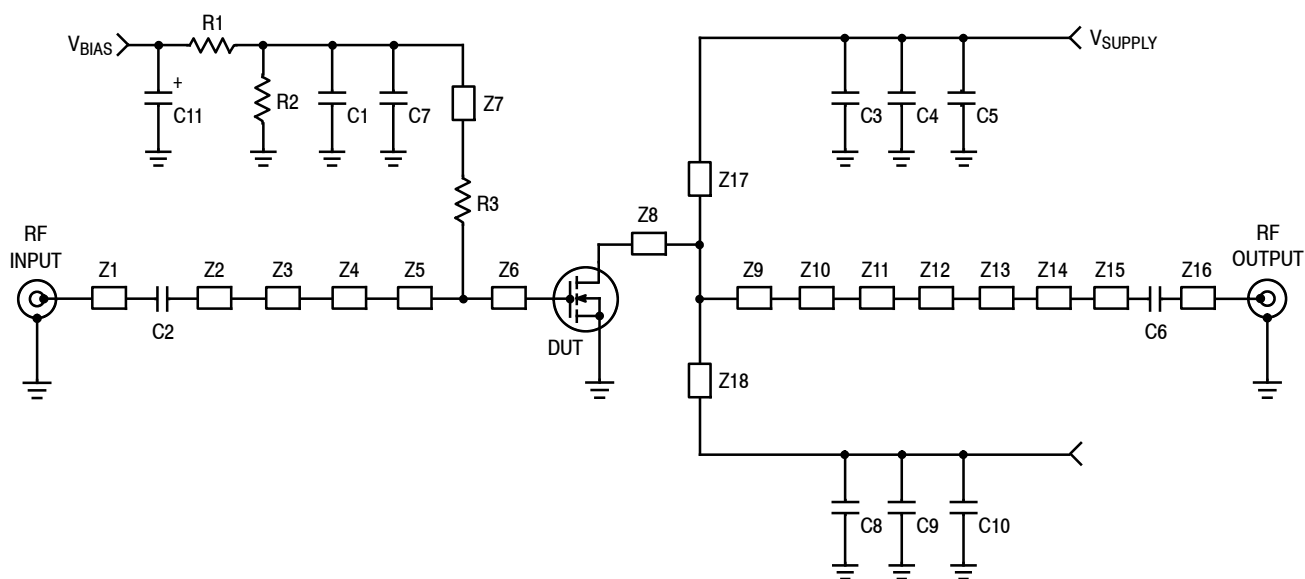 R1
VBIAS
VSUPPLY
+
C11
R2
C1
C7
Z7
C3
C4
C5
Z17
R3
Z8
RF
INPUT
RF
OUTPUT
Z1
Z2
Z3
Z4
Z5
Z6
Z9
Z10
Z11
Z12
Z13
Z14
Z15
Z16
C2
DUT
C6
Z18
C8
C9
C10